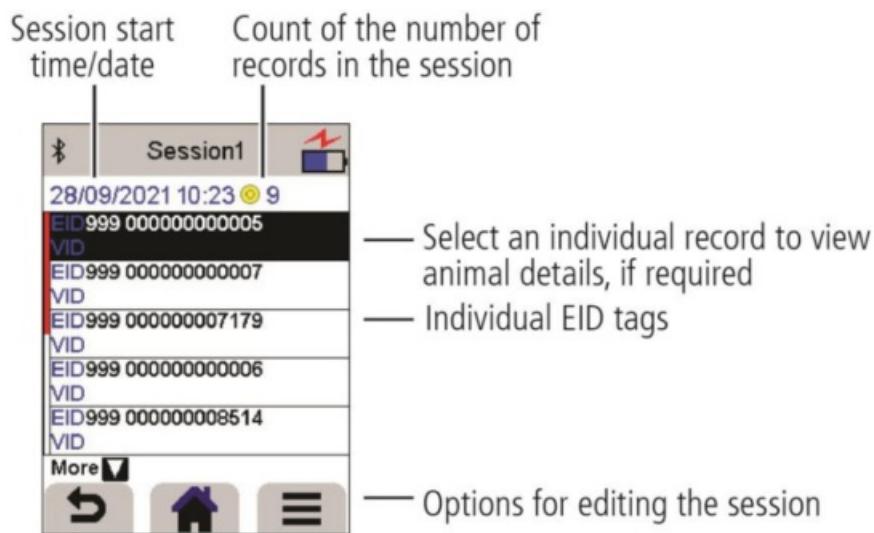 Session start
time/date
Count of the number of
records in the session
Session1
28/09/2021 10:23 9
EID999 000000000005
VID
EID999 000000000007
VID
EID999 000000007179
VID
EID999 000000000006
VID
EID999 000000008514
VID
More
Select an individual record to view
animal details, if required
Individual EID tags
Options for editing the session